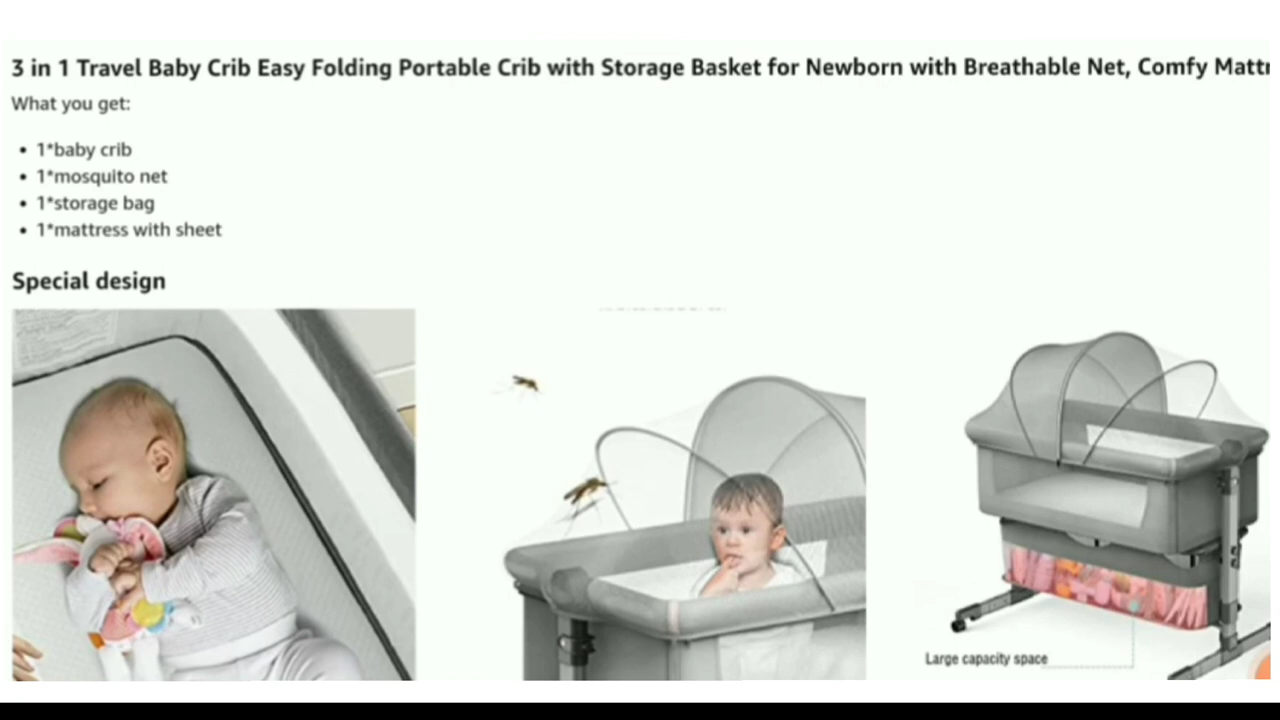 3 in 1 Travel Baby Crib Easy Folding Portable Crib with Storage Basket for Newborn with Breathable Net, Comfy Mattr
What you get:
• 1*baby crib
• 1*mosquito net
• 1*storage bag
• 1*mattress with sheet
Special design
Large capacity space